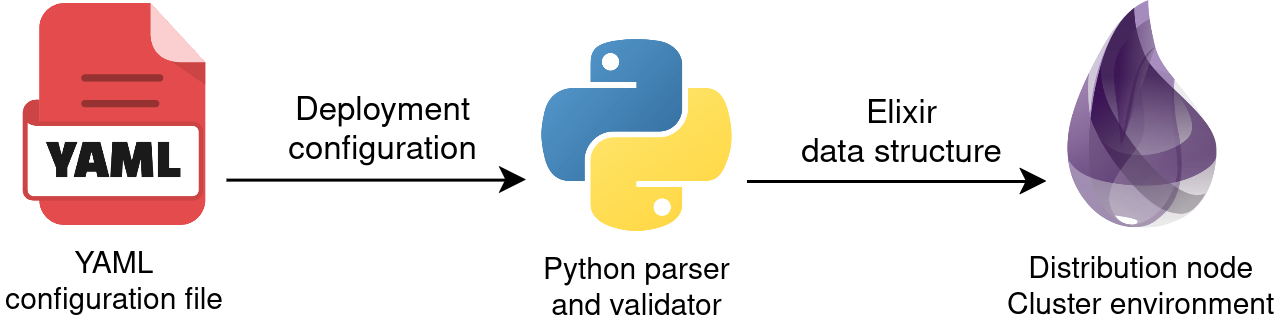 YAML
YAML
configuration file
Deployment
configuration
Python parser
and validator
Elixir
data structure
Distribution node
Cluster environment